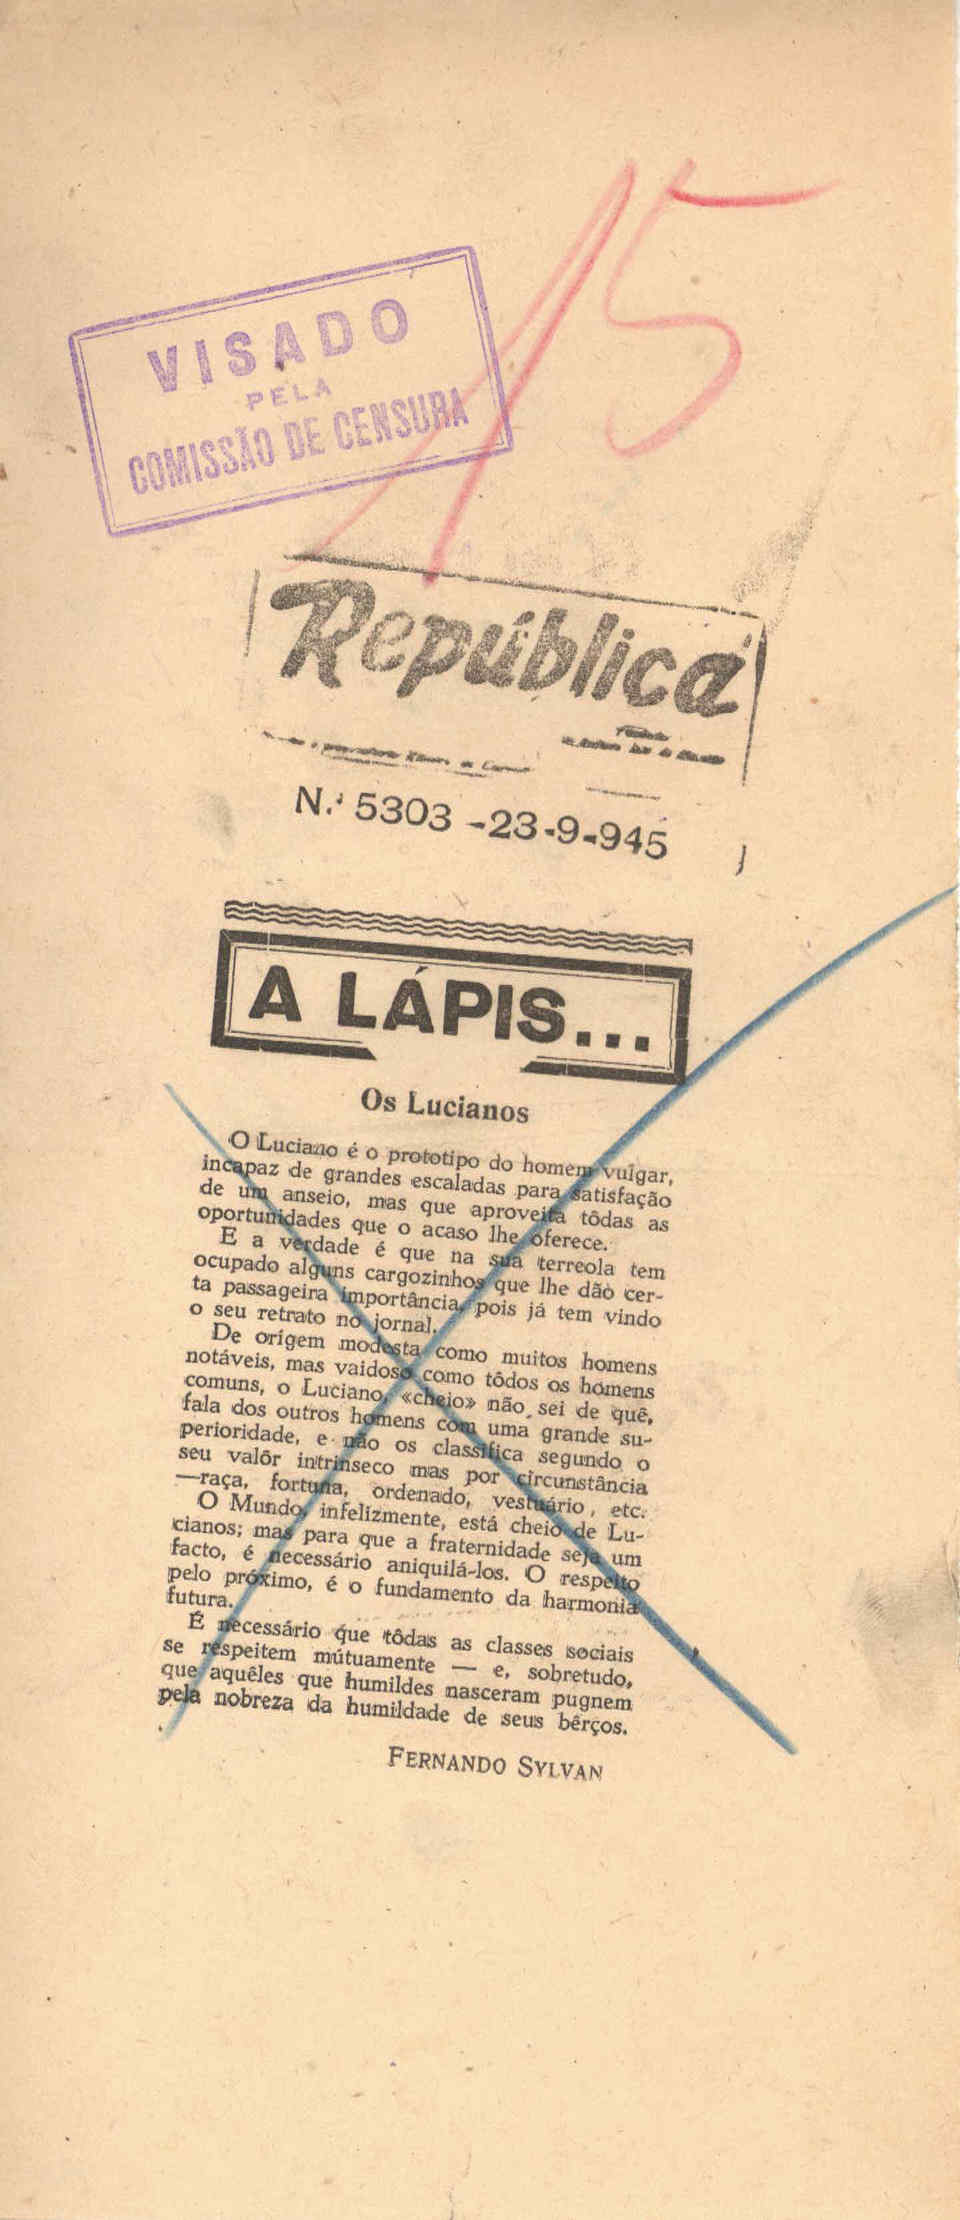 15
VISADO
PELA
COMISSÃO DE CENSURA
República
N.º 5303 -23-9-945
A LÁPIS...
Os Lucianos
O Luciano é o prototipo do homem vulgar,
incapaz de grandes escaladas para satisfação
de um anseio, mas que aproveita tôdas as
oportunidades que o acaso lhe oferece.
E a verdade é que na sua terreola tem
ocupado alguns cargozinhos que lhe dão cer-
ta passageira importância, pois já tem vindo
o seu retrato no jornal.
De orígem modesta como muitos homens
notáveis, mas vaidoso como tôdos os homens
comuns, o Luciano, «cheio» não sei de quê,
fala dos outros homens com uma grande su-
perioridade, e não os classifica segundo o
seu valôr intrinseco mas por circunstância
—raça, fortuna, ordenado, vestuário, etc.
O Mundo, infelizmente, está cheio de Lu-
cianos; mas para que a fraternidade seja um
facto, é necessário aniquilá-los. O respeito
pelo próximo, é o fundamento da harmonia
futura.
É necessário que tôdas as classes sociais
se respeitem mútuamente — e, sobretudo,
que aquêles que humildes nasceram pugnem
pela nobreza da humildade de seus bêrços.
FERNANDO SYLVAN